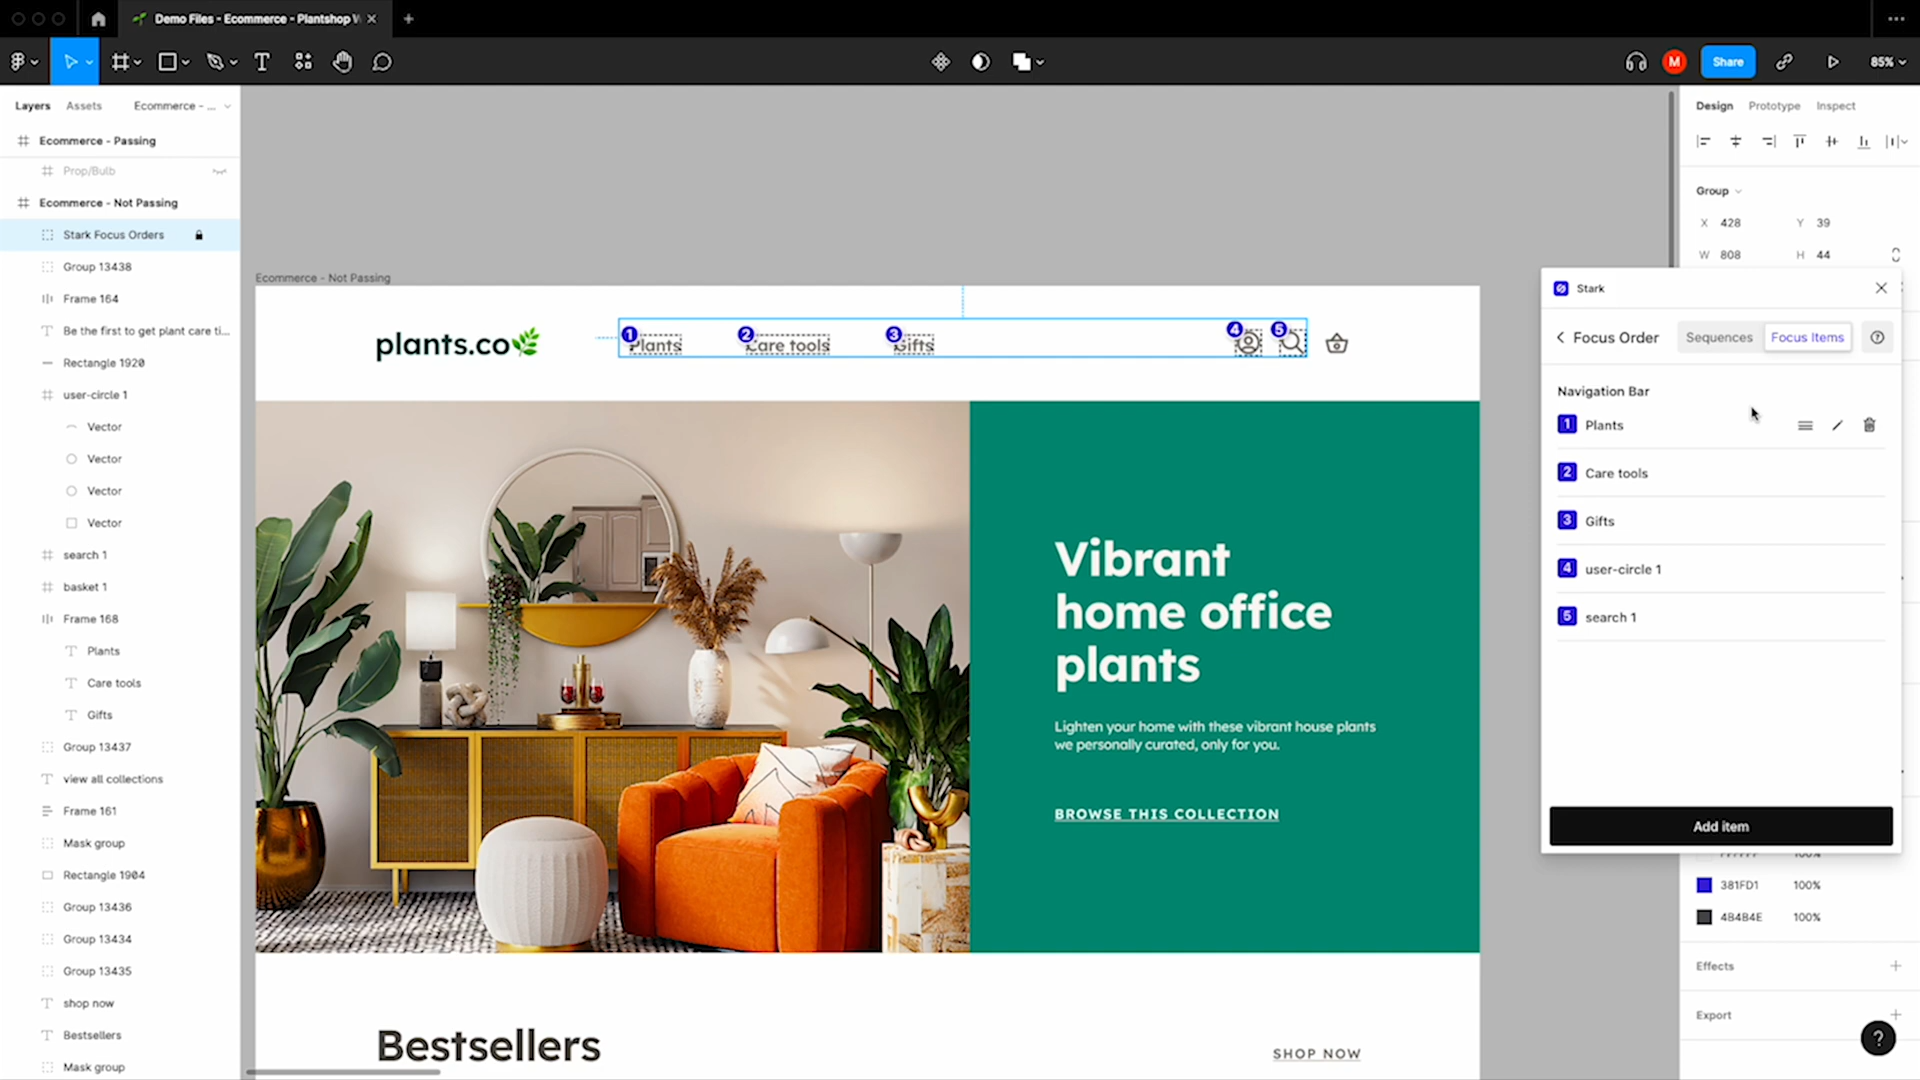 Demo Files - Ecommerce - Plantshop W
M
Share
85%
Layers
Assets
Ecommerce - ...
Ecommerce - Passing
Prop/Bulb
Ecommerce - Not Passing
Stark Focus Orders
Group 13438
Frame 164
Be the first to get plant care ti...
Rectangle 1920
user-circle 1
Vector
Vector
Vector
Vector
search 1
basket 1
Frame 168
Plants
Care tools
Gifts
Group 13437
view all collections
Frame 161
Mask group
Rectangle 1904
Group 13436
Group 13434
Group 13435
shop now
Bestsellers
Mask group
Ecommerce - Not Passing
plants.co
1 Plants
2 Care tools
3 Gifts
4
5
Vibrant
home office
plants
Lighten your home with these vibrant house plants
we personally curated, only for you.
BROWSE THIS COLLECTION
Bestsellers
SHOP NOW
Design
Prototype
Inspect
Group
X 428
Y 39
W 808
H 44
Stark
Focus Order
Sequences
Focus Items
?
Navigation Bar
1 Plants
2 Care tools
3 Gifts
4 user-circle 1
5 search 1
Add item
381FD1 100%
4B4B4E 100%
Effects
Export
?